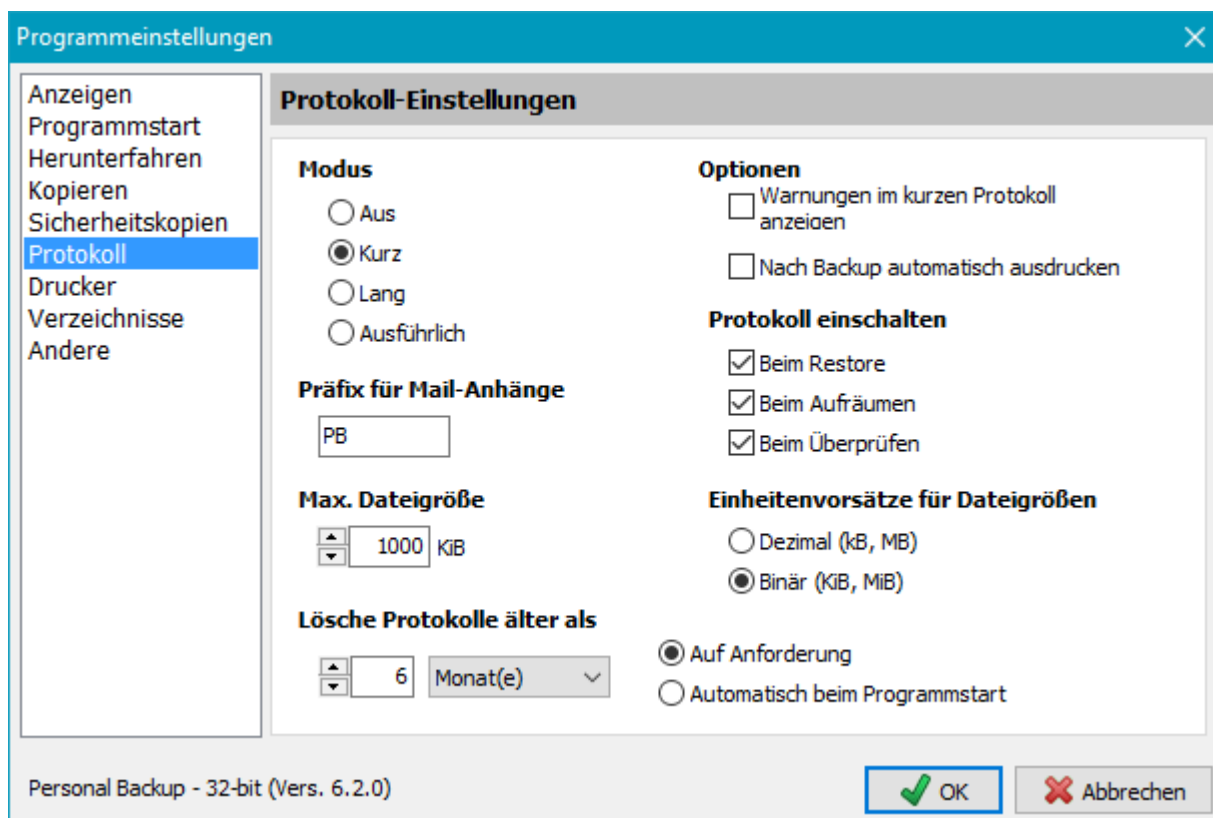 Programmeinstellungen
Anzeigen
Programmstart
Herunterfahren
Kopieren
Sicherheitskopien
Protokoll
Drucker
Verzeichnisse
Andere
Protokoll-Einstellungen
Modus
Aus
Kurz
Lang
Ausführlich
Präfix für Mail-Anhänge
PB
Max. Dateigröße
1000 KiB
Lösche Protokolle älter als
6 Monat(e)
Optionen
Warnungen im kurzen Protokoll
anzeigen
Nach Backup automatisch ausdrucken
Protokoll einschalten
Beim Restore
Beim Aufräumen
Beim Überprüfen
Einheitenvorsätze für Dateigrößen
Dezimal (kB, MB)
Binär (KiB, MiB)
Auf Anforderung
Automatisch beim Programmstart
Personal Backup - 32-bit (Vers. 6.2.0)
OK
Abbrechen